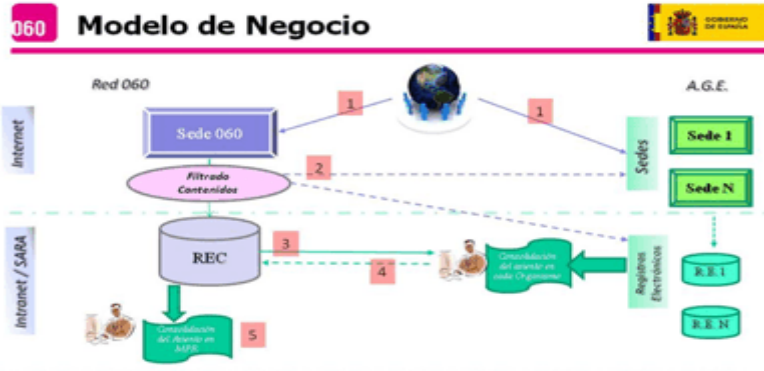 060
Modelo de Negocio
GOBIERNO
DE ESPAÑA
Red 060
A.G.E.
Internet
1
1
Sede 060
Sedes
Sede 1
Filtrado
Contenidos
2
Sede N
Intranet / SARA
REC
3
4
Consolidación
del asiento en
cada Organismo
Registros
Electrónicos
R.E 1
R.E. N
Consolidación
del Asiento en
MPR
5